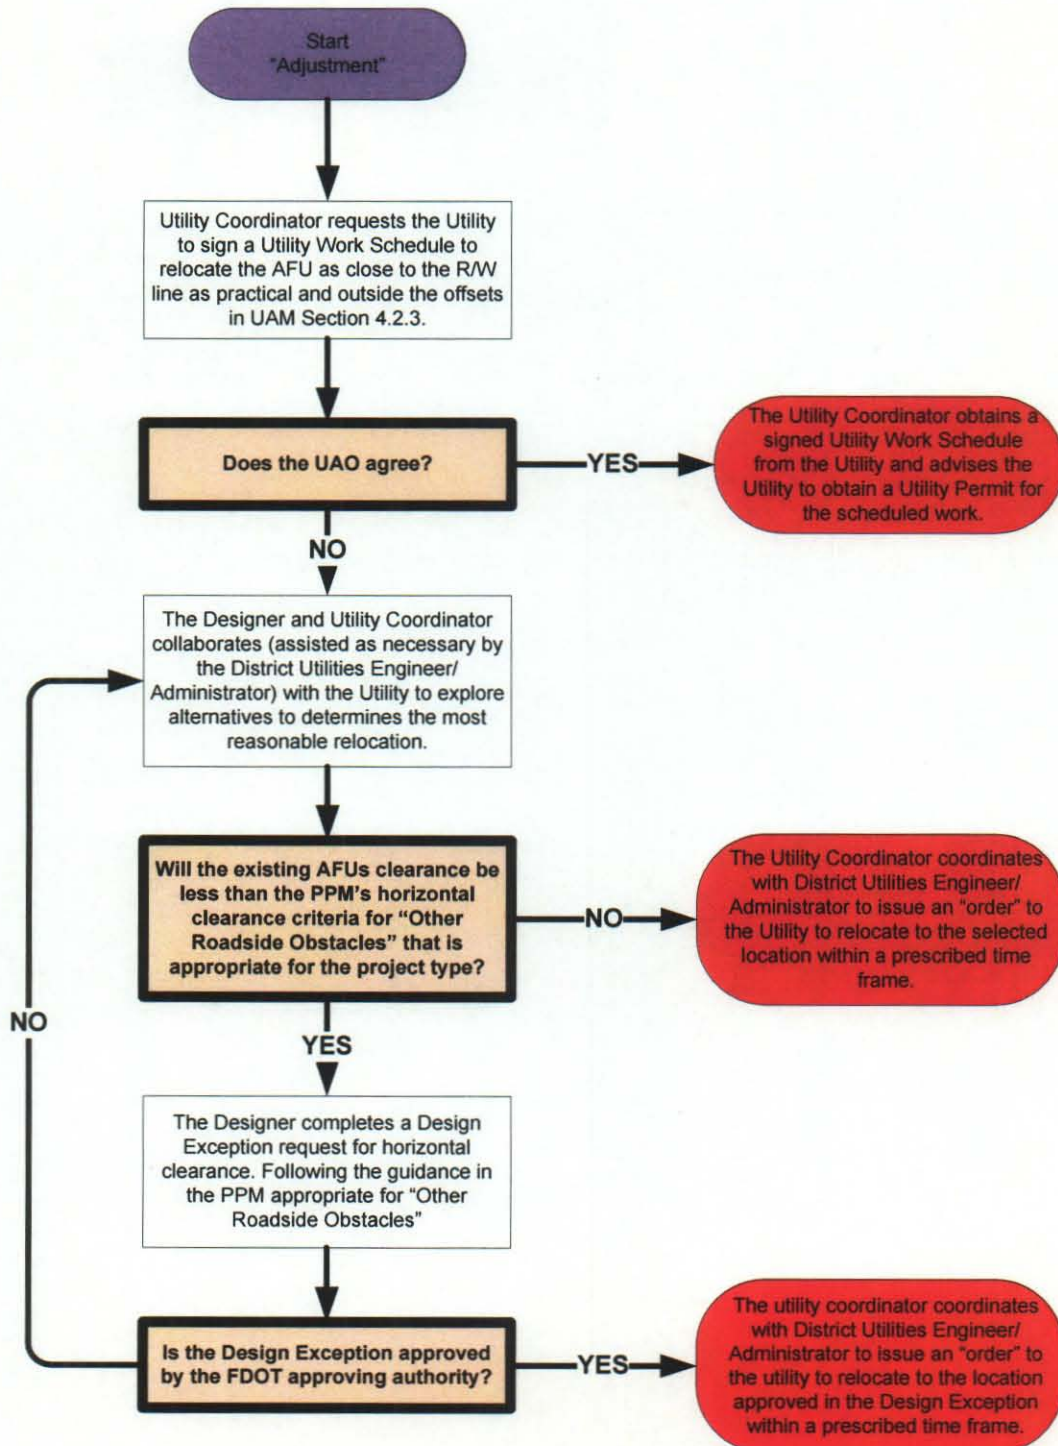 Start
"Adjustment"
Utility Coordinator requests the Utility
to sign a Utility Work Schedule to
relocate the AFU as close to the R/W
line as practical and outside the offsets
in UAM Section 4.2.3.
Does the UAO agree?
YES
The Utility Coordinator obtains a
signed Utility Work Schedule
from the Utility and advises the
Utility to obtain a Utility Permit for
the scheduled work.
NO
The Designer and Utility Coordinator
collaborates (assisted as necessary by
the District Utilities Engineer/
Administrator) with the Utility to explore
alternatives to determines the most
reasonable relocation.
Will the existing AFUs clearance be
less than the PPM's horizontal
clearance criteria for "Other
Roadside Obstacles" that is
appropriate for the project type?
NO
The Utility Coordinator coordinates
with District Utilities Engineer/
Administrator to issue an "order" to
the Utility to relocate to the selected
location within a prescribed time
frame.
NO
YES
The Designer completes a Design
Exception request for horizontal
clearance. Following the guidance in
the PPM appropriate for "Other
Roadside Obstacles"
Is the Design Exception approved
by the FDOT approving authority?
YES
The utility coordinator coordinates
with District Utilities Engineer/
Administrator to issue an "order" to
the utility to relocate to the location
approved in the Design Exception
within a prescribed time frame.